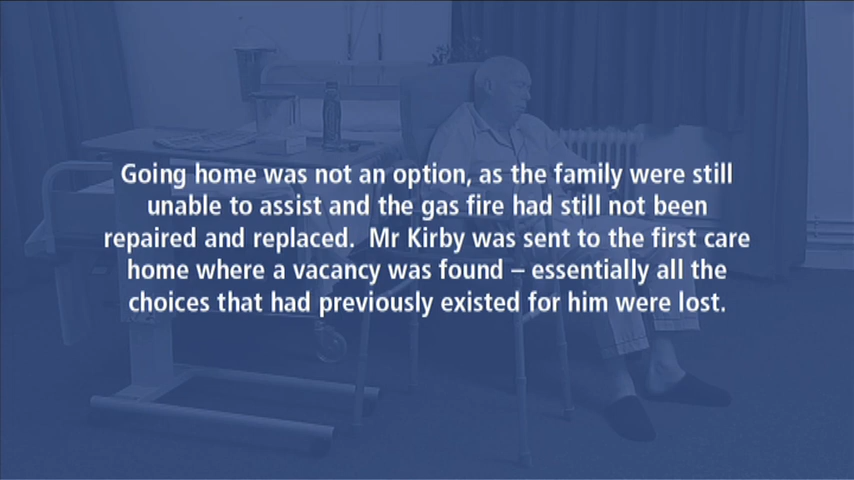 Going home was not an option, as the family were still
unable to assist and the gas fire had still not been
repaired and replaced.  Mr Kirby was sent to the first care
home where a vacancy was found – essentially all the
choices that had previously existed for him were lost.